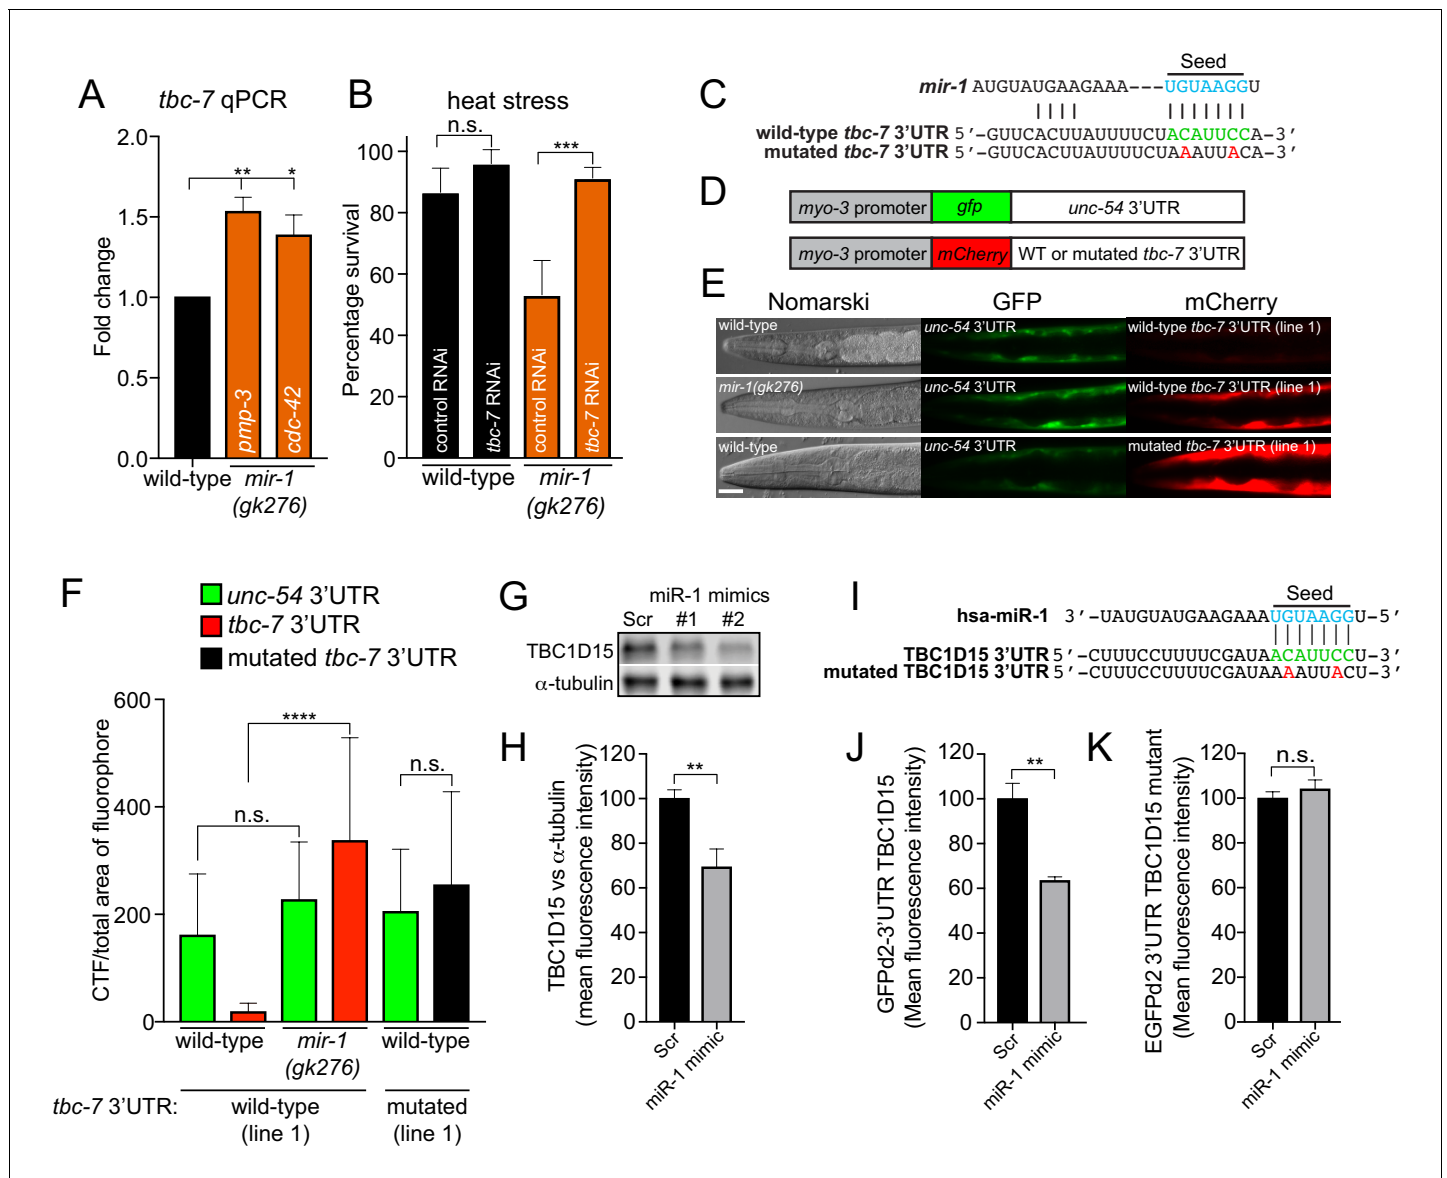 A
tbc-7 qPCR
Fold change
2.0
1.5
1.0
0.5
0.0
**
*
pmp-3
cdc-42
wild-type
mir-1
(gk276)
B
heat stress
Percentage survival
100
80
60
40
20
0
n.s.
***
control RNAi
tbc-7 RNAi
control RNAi
tbc-7 RNAi
wild-type
mir-1
(gk276)
C
Seed
mir-1 AUGUAUGAAGAAA---UGUAAGGU
wild-type tbc-7 3'UTR 5'-GUUCACUUAUUUUCUACAUUCCA-3'
mutated tbc-7 3'UTR 5'-GUUCACUUAUUUUCUAAAUUACA-3'
D
myo-3 promoter gfp unc-54 3'UTR
myo-3 promoter mCherry WT or mutated tbc-7 3'UTR
E
Nomarski GFP mCherry
wild-type unc-54 3'UTR wild-type tbc-7 3'UTR (line 1)
mir-1(gk276) unc-54 3'UTR wild-type tbc-7 3'UTR (line 1)
wild-type unc-54 3'UTR mutated tbc-7 3'UTR (line 1)
F
unc-54 3'UTR
tbc-7 3'UTR
mutated tbc-7 3'UTR
CTF/total area of fluorophore
600
400
200
0
n.s.
****
n.s.
wild-type
mir-1
(gk276)
wild-type
tbc-7 3'UTR:
wild-type
(line 1)
mutated
(line 1)
G
miR-1 mimics
Scr #1 #2
TBC1D15
α-tubulin
H
TBC1D15 vs α-tubulin
(mean fluorescence intensity)
120
100
80
60
40
20
0
**
Scr
miR-1 mimic
I
Seed
hsa-miR-1 3'-UAUGUAUGAAGAAAUGUAAGGU-5'
TBC1D15 3'UTR 5'-CUUUCCUUUUCGAUAACAUUCCU-3'
mutated TBC1D15 3'UTR 5'-CUUUCCUUUUCGAUAAAAUUACU-3'
J
GFPd2-3'UTR TBC1D15
(Mean fluorescence intensity)
120
100
80
60
40
20
0
**
Scr
miR-1 mimic
K
EGFPd2 3'UTR TBC1D15 mutant
(Mean fluorescence intensity)
120
100
80
60
40
20
0
n.s.
Scr
miR-1 mimic